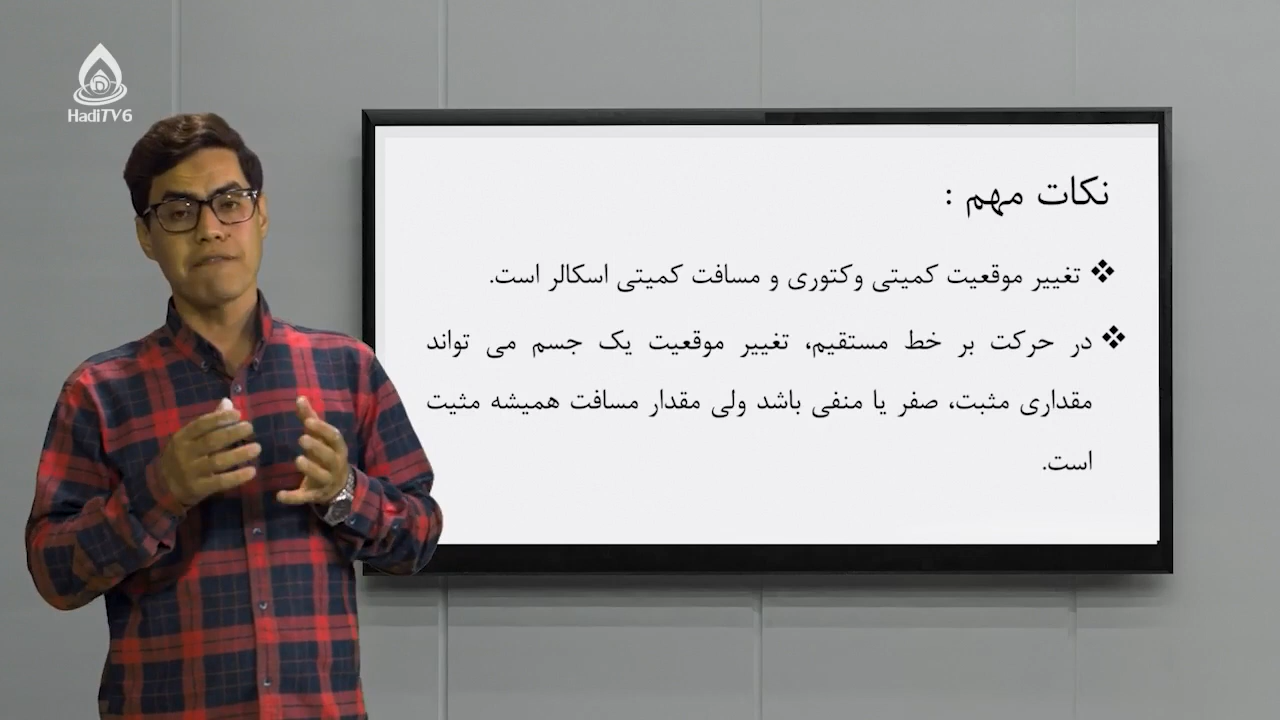 HadiTV6
نکات مهم :
❖ تغییر موقعیت کمیتی وکتوری و مسافت کمیتی اسکالر است.
❖ در حرکت بر خط مستقیم، تغییر موقعیت یک جسم می تواند
مقداری مثبت، صفر یا منفی باشد ولی مقدار مسافت همیشه مثیت
است.